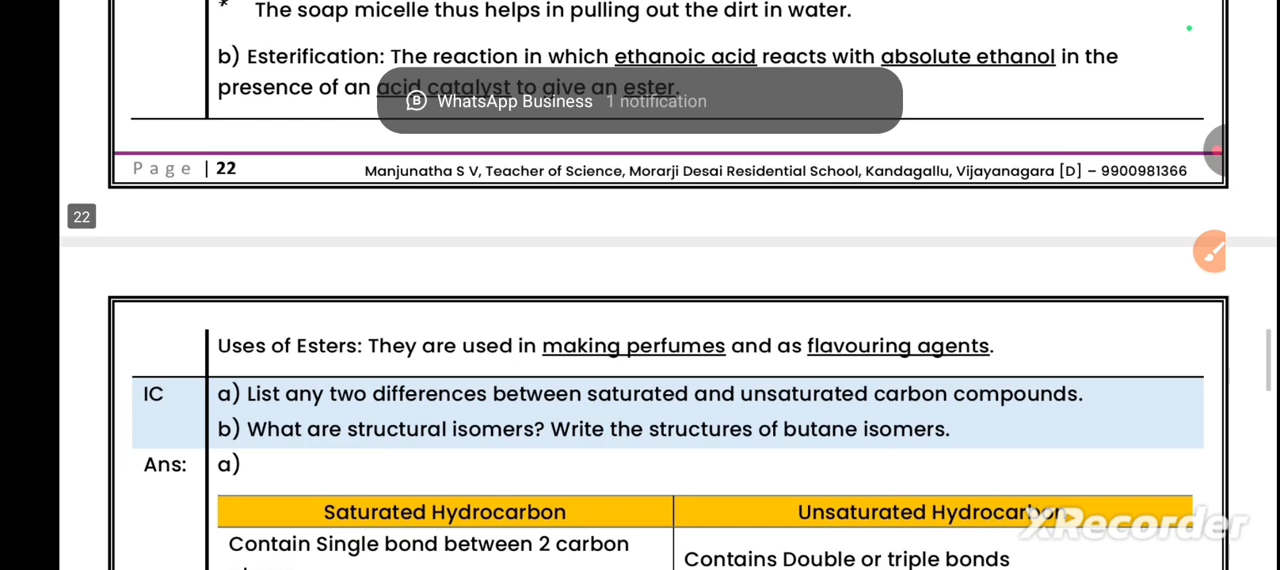 * The soap micelle thus helps in pulling out the dirt in water.
b) Esterification: The reaction in which ethanoic acid reacts with absolute ethanol in the
presence of an acid catalyst to give an ester.
WhatsApp Business 1 notification
Page | 22
Manjunatha S V, Teacher of Science, Morarji Desai Residential School, Kandagallu, Vijayanagara [D] – 9900981366
22
Uses of Esters: They are used in making perfumes and as flavouring agents.
IC a) List any two differences between saturated and unsaturated carbon compounds.
b) What are structural isomers? Write the structures of butane isomers.
Ans: a)
Saturated Hydrocarbon Unsaturated Hydrocarbon
Contain Single bond between 2 carbon
Contains Double or triple bonds
XRecorder